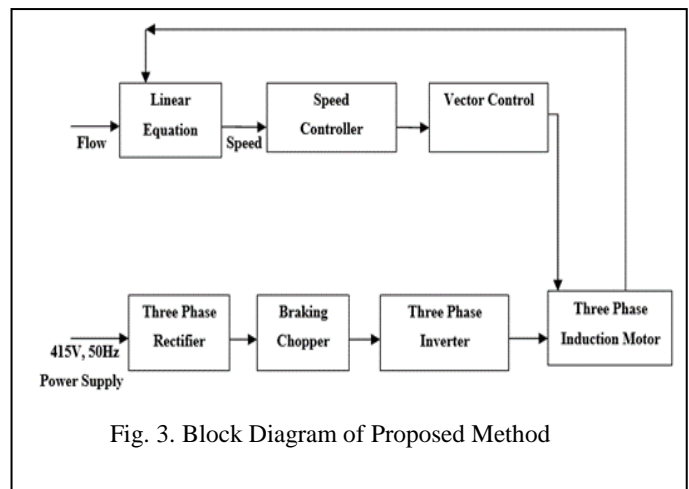 Linear
Equation
Speed
Controller
Vector Control
Flow
Speed
Three Phase
Rectifier
Braking
Chopper
Three Phase
Inverter
Three Phase
Induction Motor
415V, 50Hz
Power Supply
Fig. 3. Block Diagram of Proposed Method